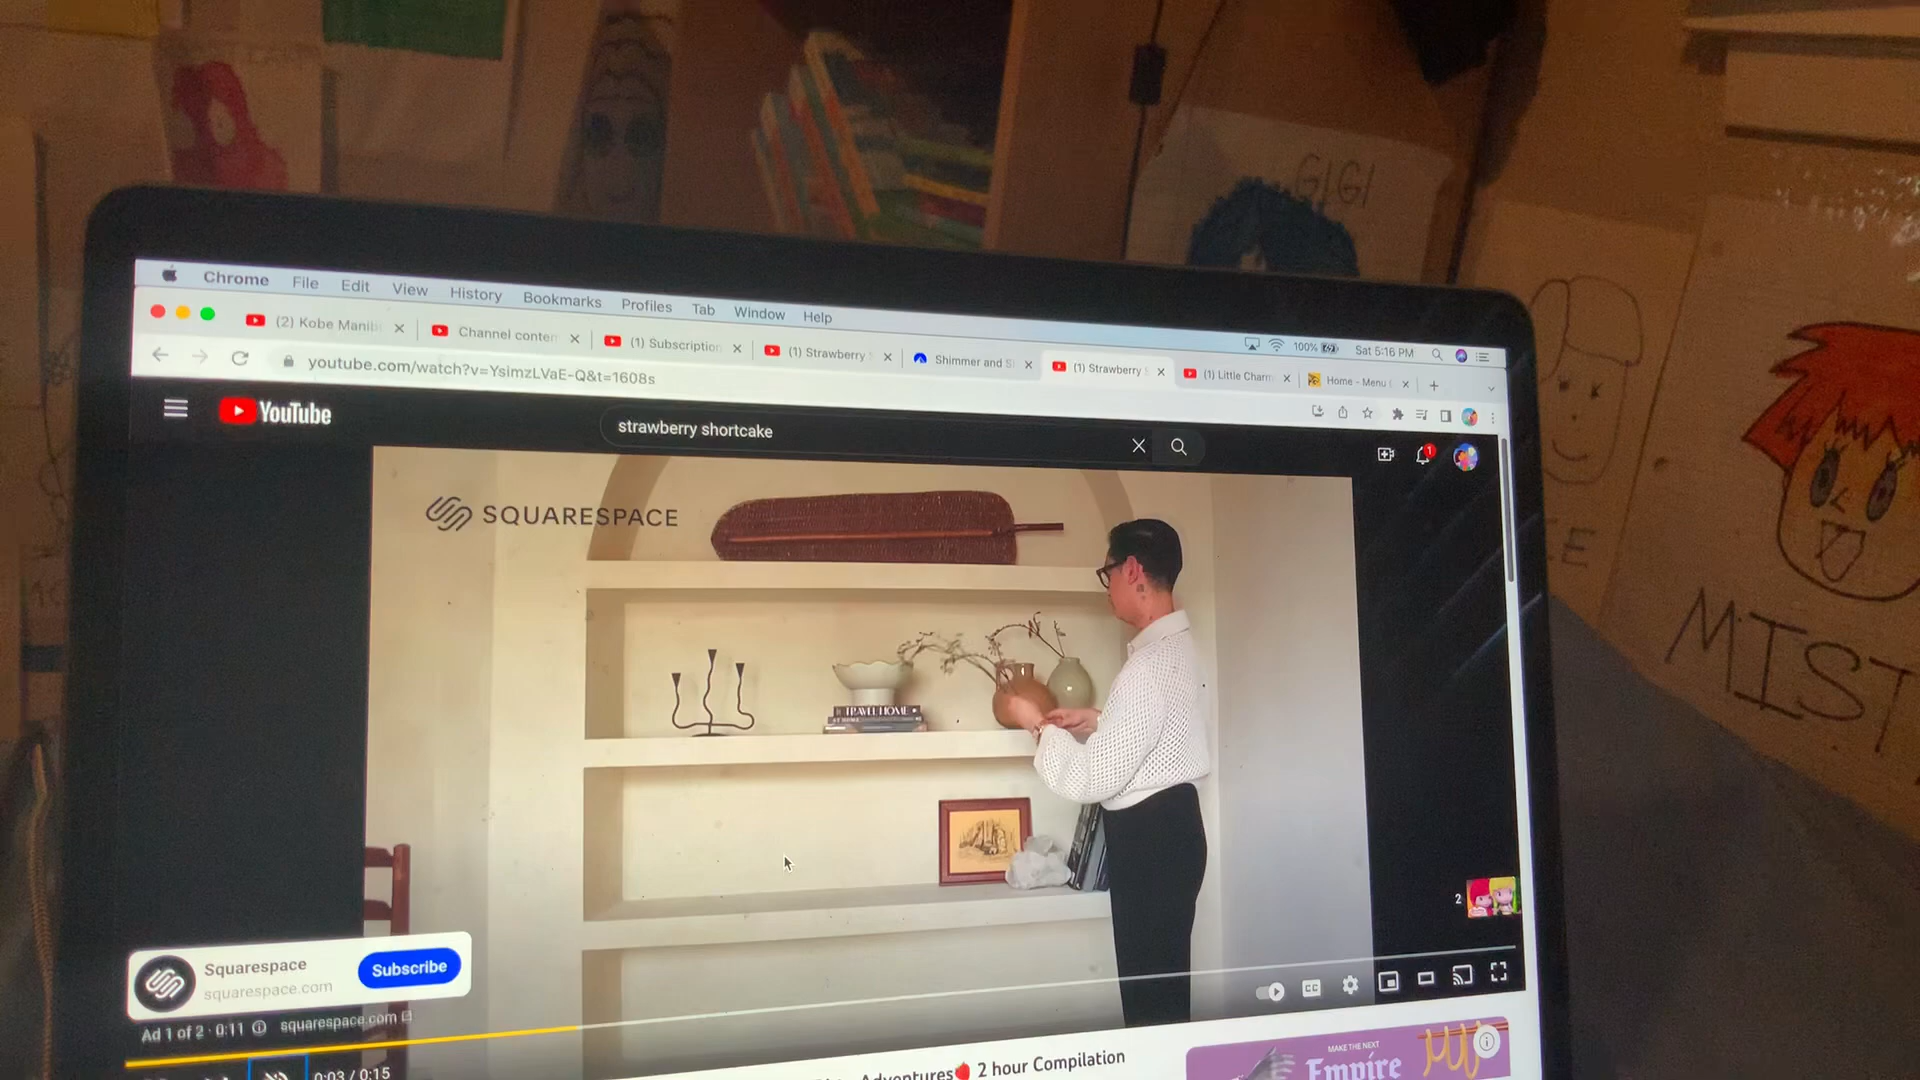 GIGI
Chrome File Edit View History Bookmarks Profiles Tab Window Help
100% Sat 5:16 PM
(2) Kobe Manib
Channel conten
(1) Subscription
(1) Strawberry S
Shimmer and S
(1) Strawberry S
(1) Little Charm
Home - Menu
youtube.com/watch?v=YsimzLVaE-Q&t=1608s
YouTube
strawberry shortcake
1
SQUARESPACE
MIST
TRAVEL HOME
2
Squarespace
squarespace.com
Subscribe
CC
Ad 1 of 2 · 0:11 squarespace.com
0:03 / 0:15
Adventures🍓 2 hour Compilation
MAKE THE NEXT
Empire